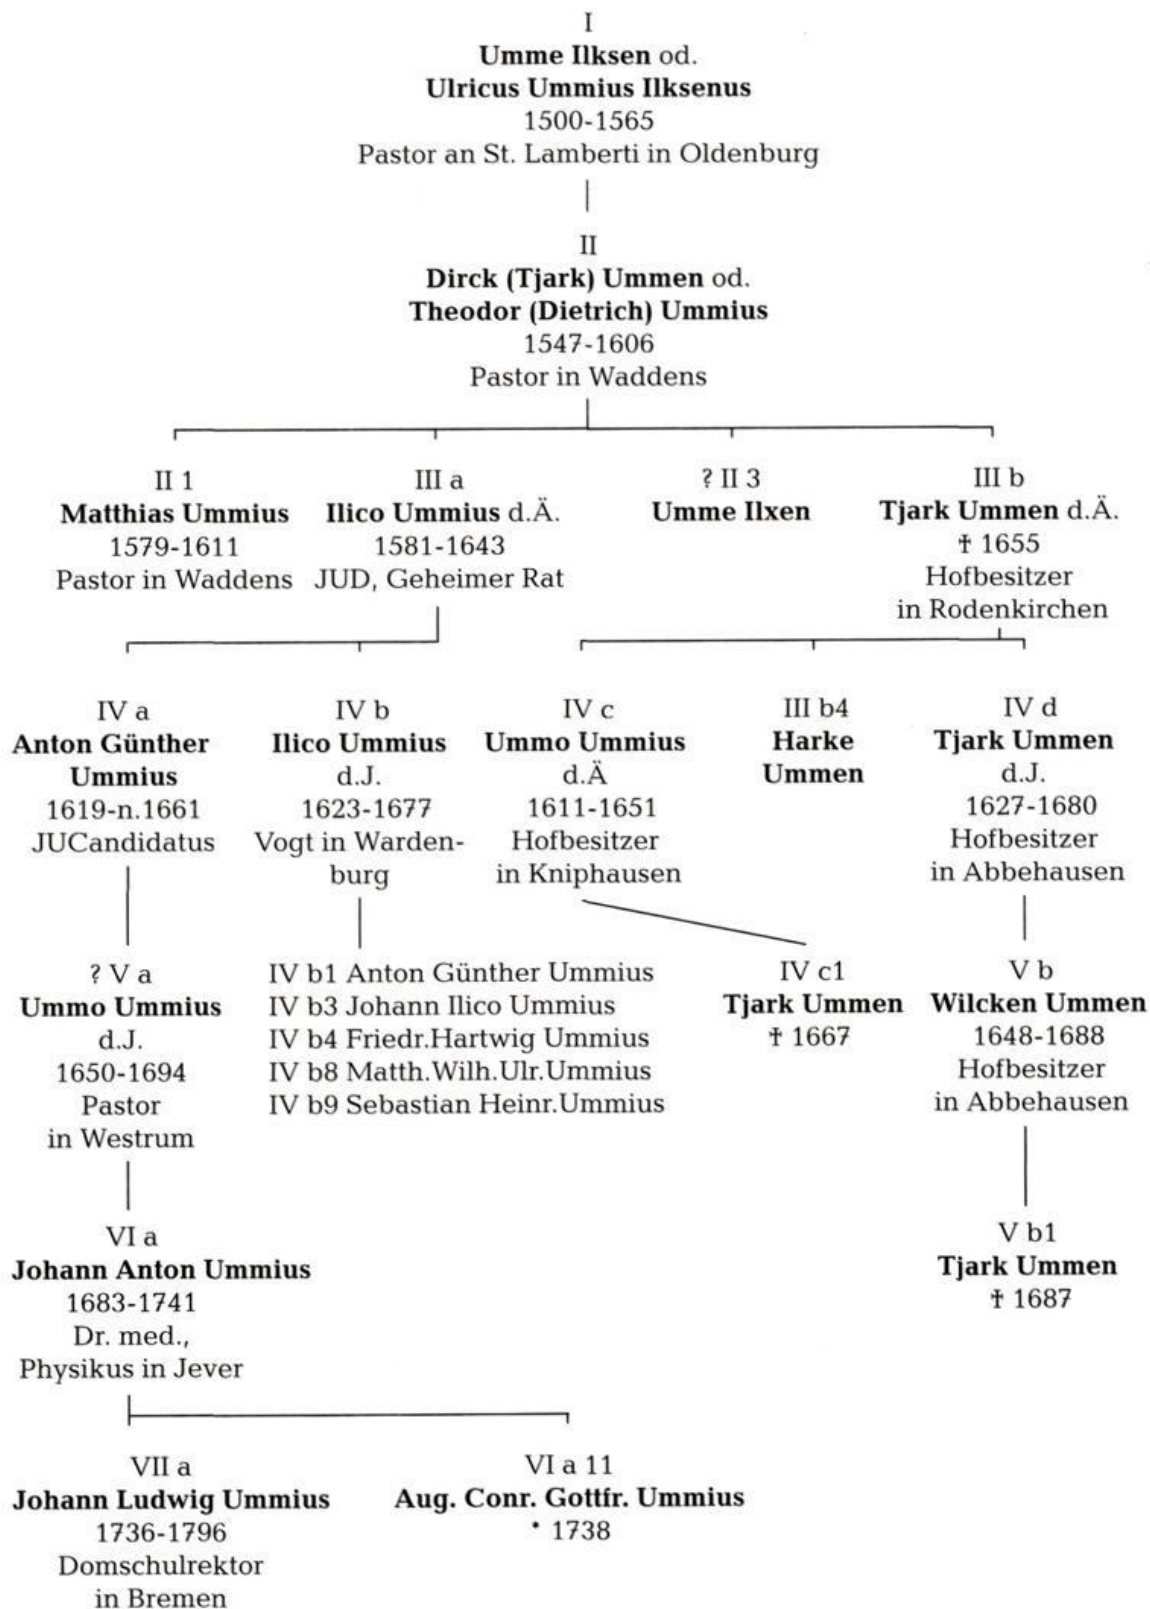 I
Umme Ilksen od.
Ulricus Ummius Ilksenus
1500-1565
Pastor an St. Lamberti in Oldenburg
II
Dirck (Tjark) Ummen od.
Theodor (Dietrich) Ummius
1547-1606
Pastor in Waddens
II 1
Matthias Ummius
1579-1611
Pastor in Waddens
III a
Ilico Ummius d.Ä.
1581-1643
JUD, Geheimer Rat
? II 3
Umme Ilxen
III b
Tjark Ummen d.Ä.
✝ 1655
Hofbesitzer
in Rodenkirchen
IV a
Anton Günther
Ummius
1619-n.1661
JUCandidatus
IV b
Ilico Ummius
d.J.
1623-1677
Vogt in Warden-
burg
IV c
Ummo Ummius
d.Ä
1611-1651
Hofbesitzer
in Kniphausen
III b4
Harke
Ummen
IV d
Tjark Ummen
d.J.
1627-1680
Hofbesitzer
in Abbehausen
? V a
Ummo Ummius
d.J.
1650-1694
Pastor
in Westrum
IV b1 Anton Günther Ummius
IV b3 Johann Ilico Ummius
IV b4 Friedr.Hartwig Ummius
IV b8 Matth.Wilh.Ulr.Ummius
IV b9 Sebastian Heinr.Ummius
IV c1
Tjark Ummen
✝ 1667
V b
Wilcken Ummen
1648-1688
Hofbesitzer
in Abbehausen
VI a
Johann Anton Ummius
1683-1741
Dr. med.,
Physikus in Jever
V b1
Tjark Ummen
✝ 1687
VII a
Johann Ludwig Ummius
1736-1796
Domschulrektor
in Bremen
VI a 11
Aug. Conr. Gottfr. Ummius
* 1738